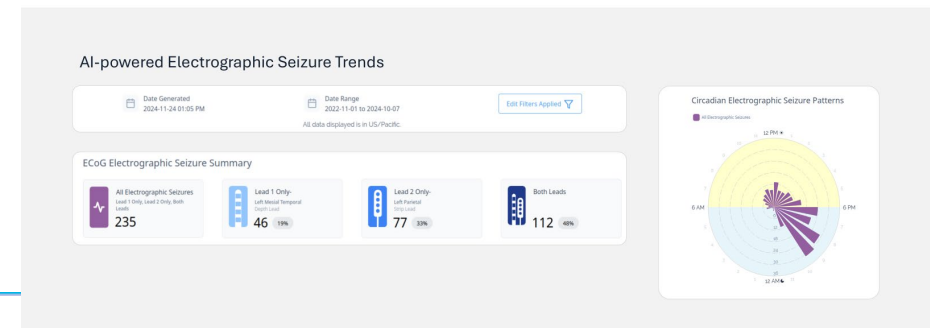 AI-powered Electrographic Seizure Trends
Date Generated
2024-11-24 01:05 PM
Date Range
2022-11-01 to 2024-10-07
Edit Filters Applied
All data displayed is in US/Pacific.
ECoG Electrographic Seizure Summary
All Electrographic Seizures
Lead 1 Only, Lead 2 Only, Both
Leads
235
Lead 1 Only-
Left Mesial Temporal
Depth Lead
46 19%
Lead 2 Only-
Left Parietal
Strip Lead
77 33%
Both Leads
112 48%
Circadian Electrographic Seizure Patterns
All Electrographic Seizures
12 PM
6 AM
6 PM
12 AM